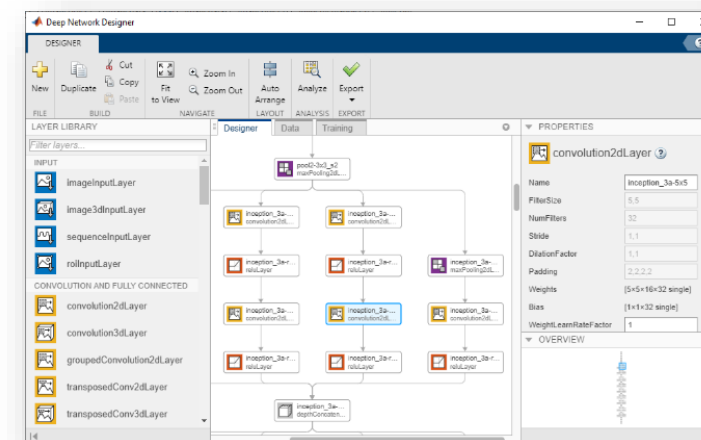 Deep Network Designer
DESIGNER
New
Duplicate
Cut
Copy
Paste
Fit
to View
Zoom In
Zoom Out
Auto
Arrange
Analyze
Export
FILE
BUILD
NAVIGATE
LAYOUT
ANALYSIS
EXPORT
LAYER LIBRARY
Filter layers...
INPUT
imageInputLayer
image3dInputLayer
sequenceInputLayer
roiInputLayer
CONVOLUTION AND FULLY CONNECTED
convolution2dLayer
convolution3dLayer
groupedConvolution2dLayer
transposedConv2dLayer
transposedConv3dLayer
Designer
Data
Training
pool2-3x3_s2
maxPooling2dL...
inception_3a-...
convolution2dL...
inception_3a-...
convolution2dL...
inception_3a-r...
reluLayer
inception_3a-r...
reluLayer
inception_3a-...
maxPooling2dL...
inception_3a-...
convolution2dL...
inception_3a-...
convolution2dL...
inception_3a-...
convolution2dL...
inception_3a-r...
reluLayer
inception_3a-r...
reluLayer
inception_3a-r...
reluLayer
inception_3a-...
depthConcaten...
PROPERTIES
convolution2dLayer
Name inception_3a-5x5
FilterSize 5,5
NumFilters 32
Stride 1,1
DilationFactor 1,1
Padding 2,2,2,2
Weights [5×5×16×32 single]
Bias [1×1×32 single]
WeightLearnRateFactor 1
OVERVIEW